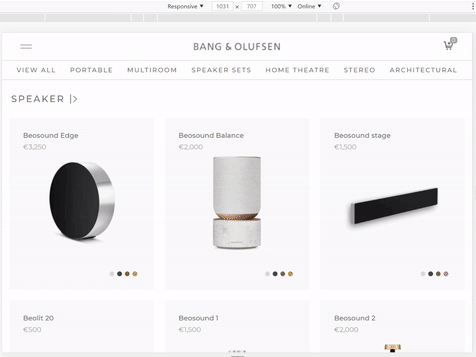 Responsive ▼ 1031 x 707 100% ▼ Online ▼
BANG & OLUFSEN
0
VIEW ALL PORTABLE MULTIROOM SPEAKER SETS HOME THEATRE STEREO ARCHITECTURAL
SPEAKER
Beosound Edge
€3,250
Beosound Balance
€2,000
Beosound stage
€1,500
Beolit 20
€500
Beosound 1
€1,500
Beosound 2
€2,000